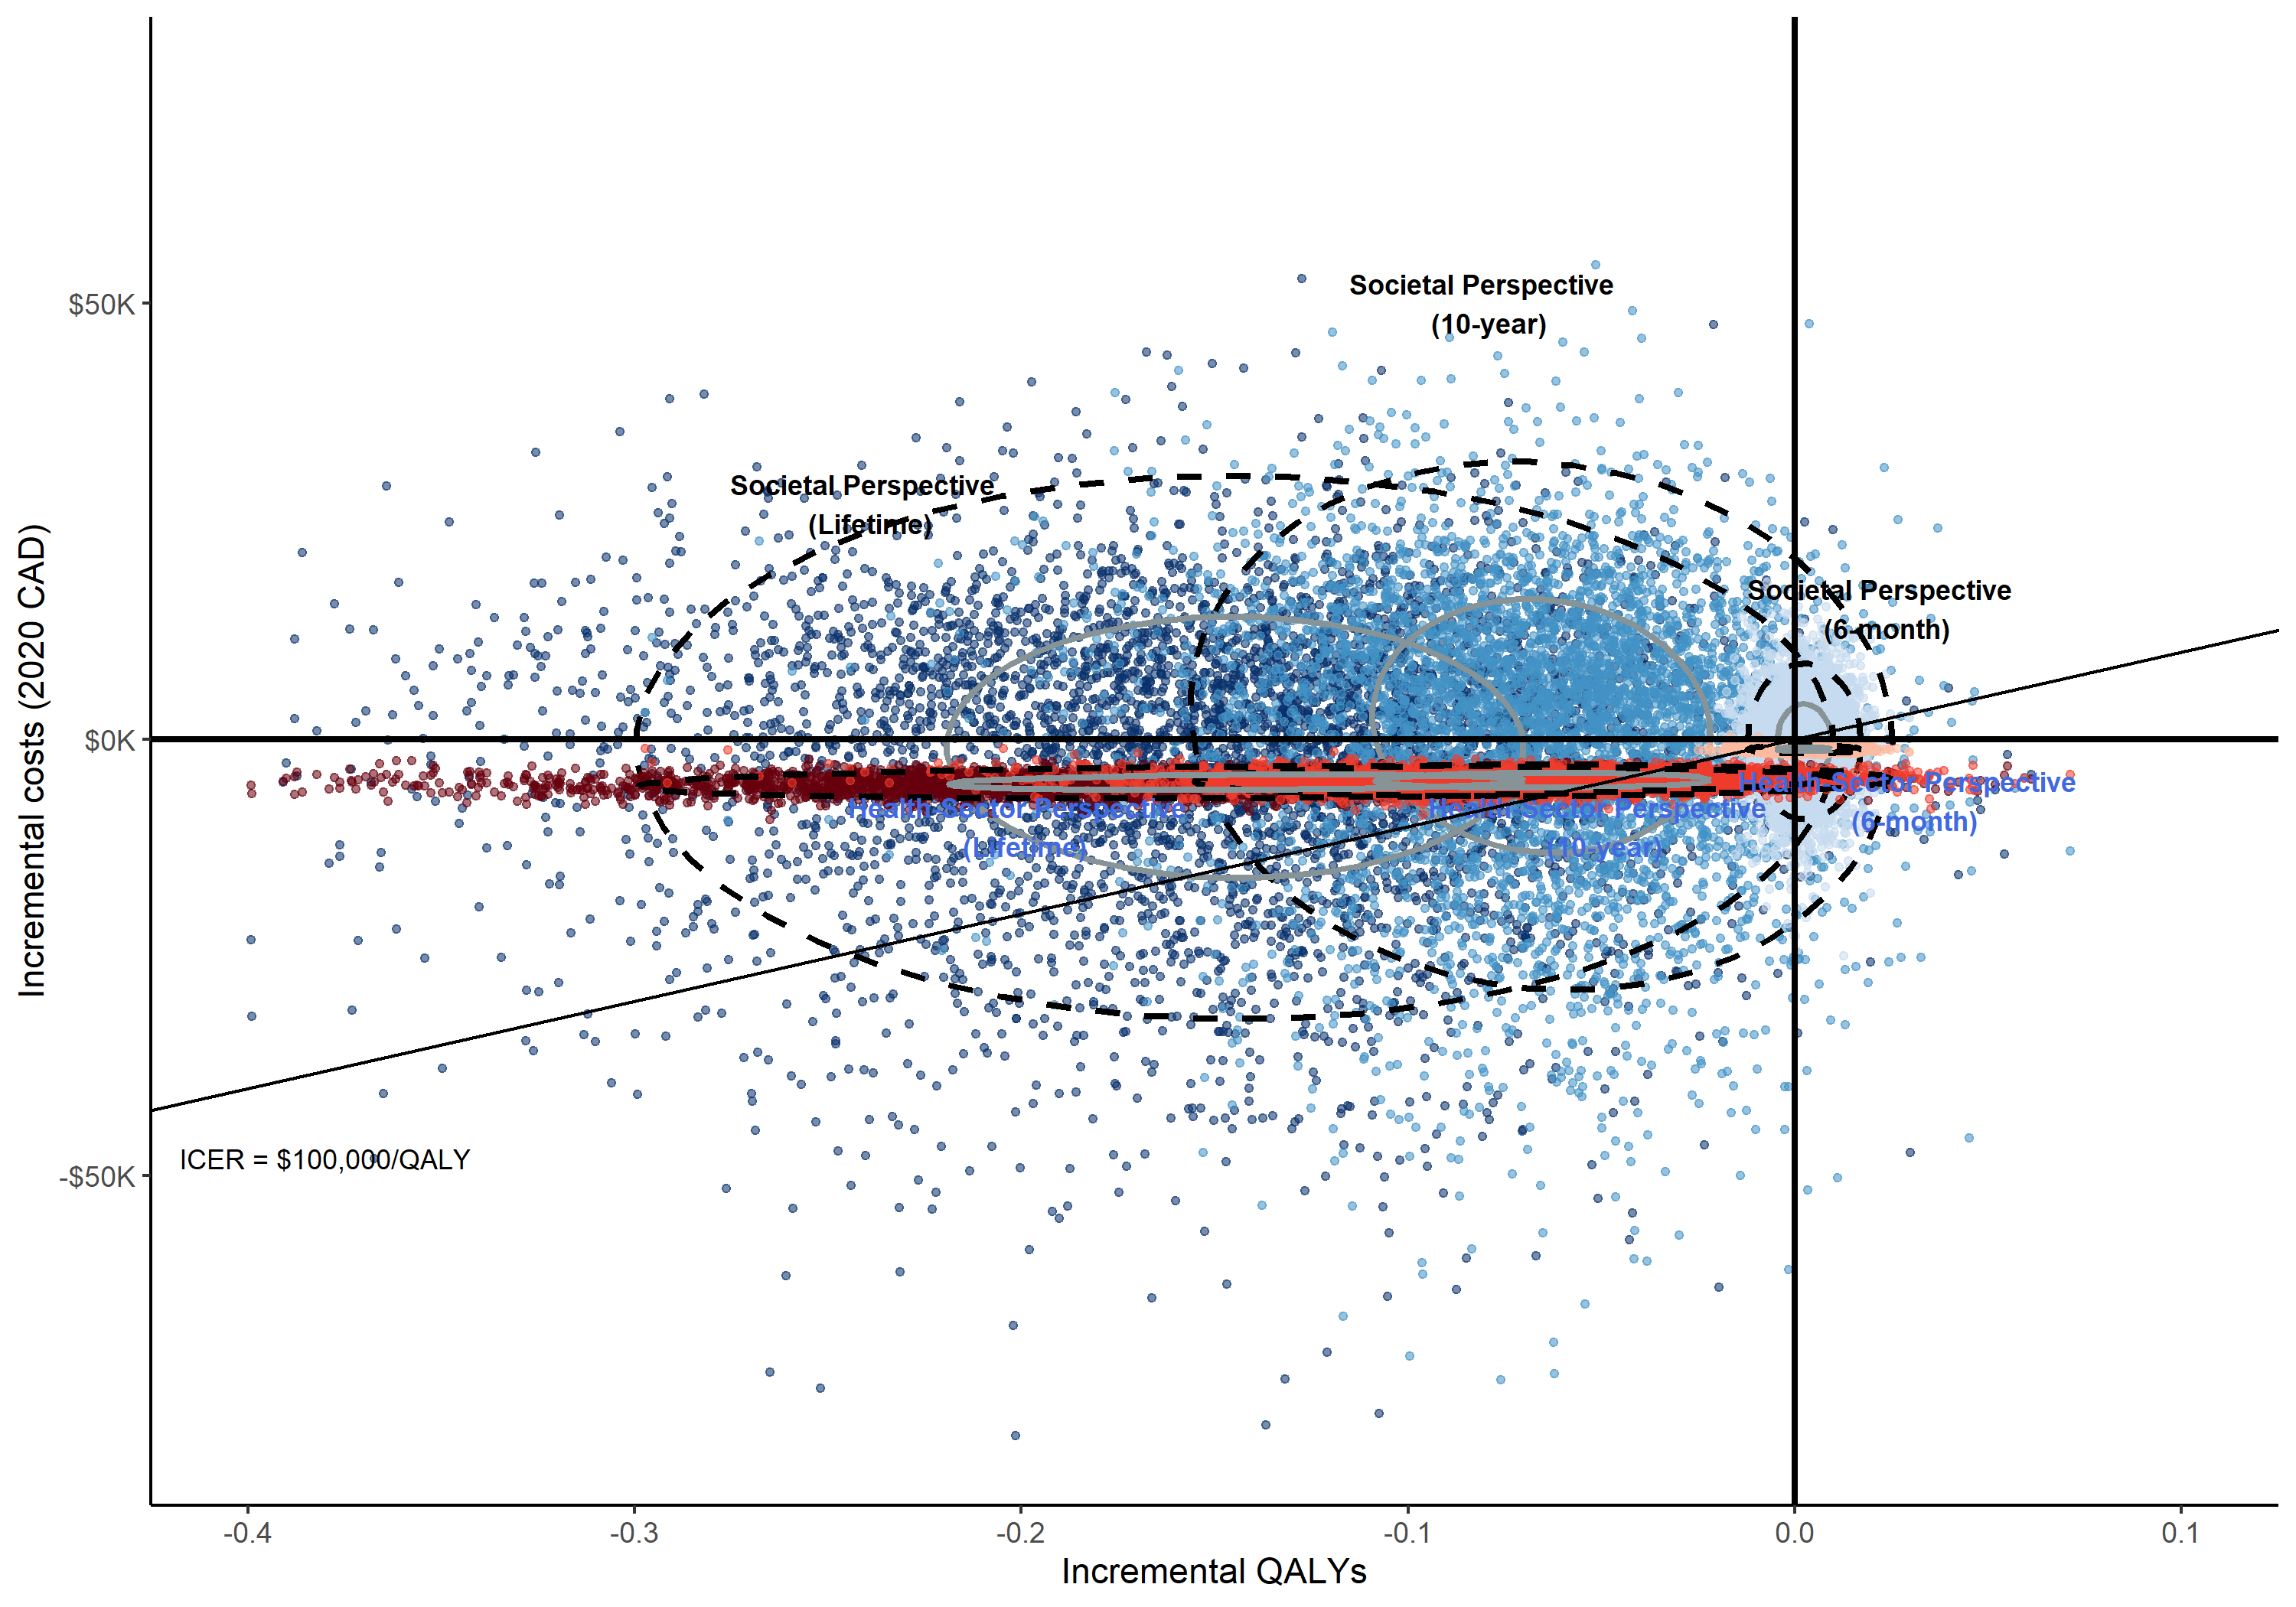 Societal Perspective
(10-year)
Societal Perspective
(Lifetime)
Societal Perspective
(6-month)
Health Sector Perspective
(6-month)
Health Sector Perspective
(Lifetime)
Health Sector Perspective
(10-year)
ICER = $100,000/QALY
$50K
$0K
-$50K
Incremental costs (2020 CAD)
-0.4
-0.3
-0.2
-0.1
0.0
0.1
Incremental QALYs